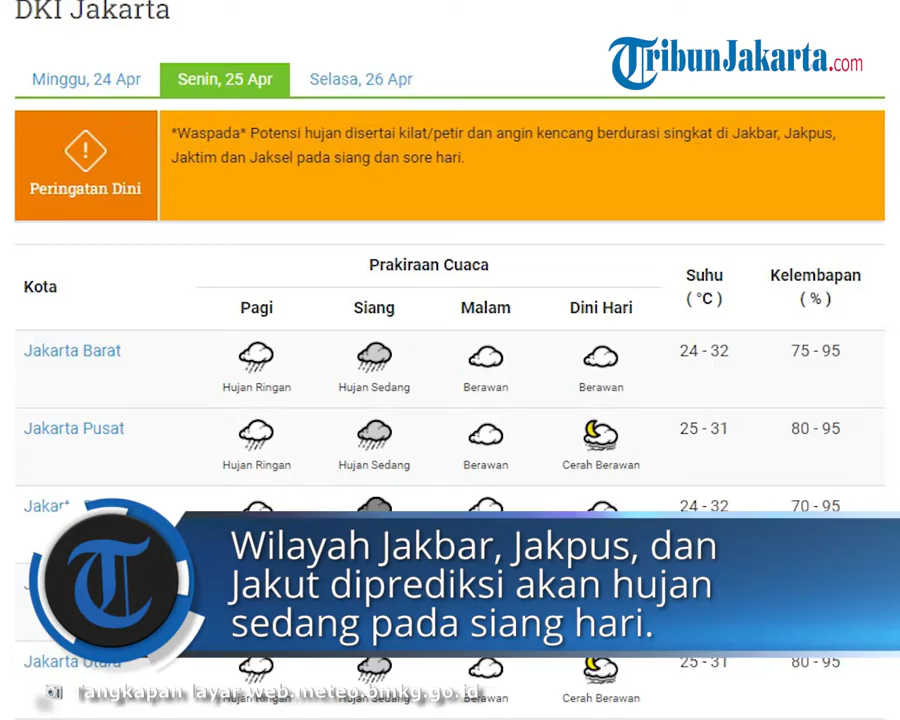 DKI Jakarta
TribunJakarta.com
Minggu, 24 Apr
Senin, 25 Apr
Selasa, 26 Apr
Peringatan Dini
*Waspada* Potensi hujan disertai kilat/petir dan angin kencang berdurasi singkat di Jakbar, Jakpus,
Jaktim dan Jaksel pada siang dan sore hari.
Kota
Prakiraan Cuaca
Suhu
( °C )
Kelembapan
( % )
Pagi
Siang
Malam
Dini Hari
Jakarta Barat
24 - 32
75 - 95
Hujan Ringan
Hujan Sedang
Berawan
Berawan
Jakarta Pusat
25 - 31
80 - 95
Hujan Ringan
Hujan Sedang
Berawan
Cerah Berawan
24 - 32
70 - 95
Wilayah Jakbar, Jakpus, dan
Jakut diprediksi akan hujan
sedang pada siang hari.
Jakarta Utara
25 - 31
80 - 95
Hujan Ringan
Hujan Sedang
Berawan
Cerah Berawan
Tangkapan layar web.meteo.bmkg.go.id